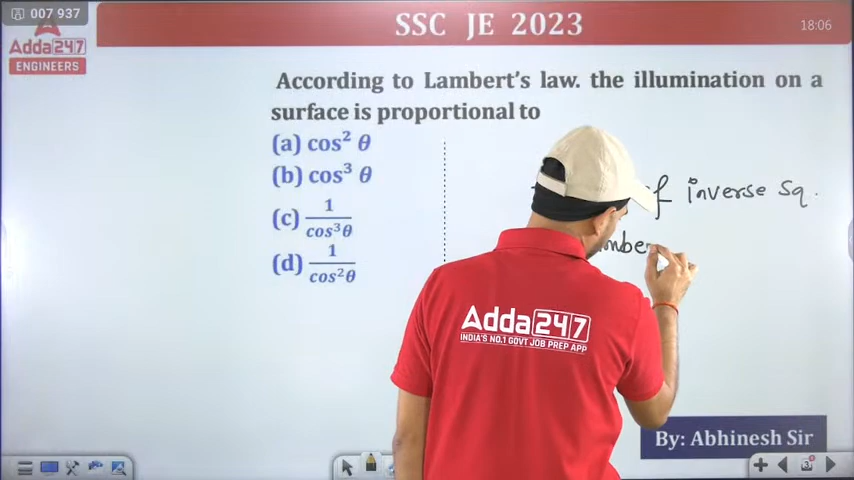 007 937
SSC JE 2023
18:06
Adda247
ENGINEERS
According to Lambert's law. the illumination on a
surface is proportional to
(a) cos² θ
(b) cos³ θ
(c) 1/cos³θ
(d) 1/cos²θ
inverse Sq.
Adda247
INDIA'S NO.1 GOVT JOB PREP APP
By: Abhinesh Sir